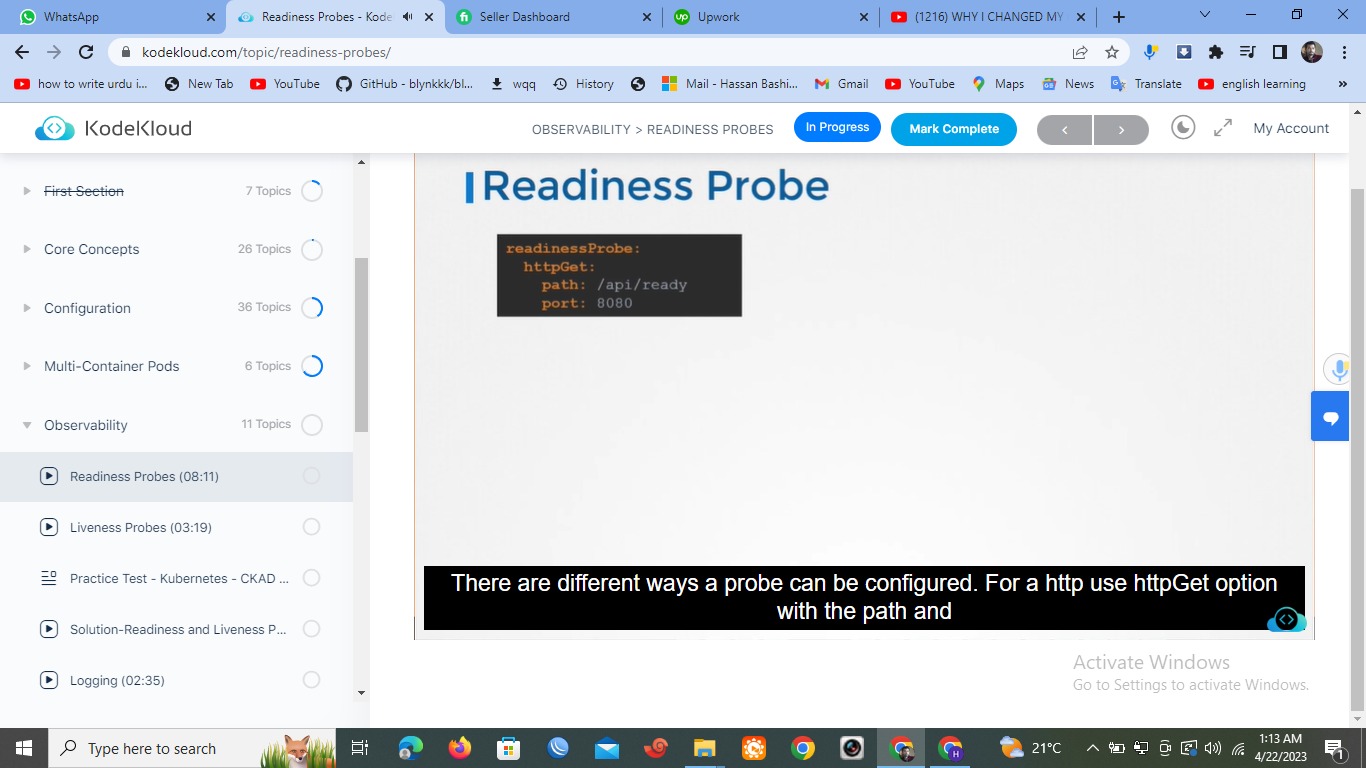 WhatsApp
Readiness Probes - Kode
Seller Dashboard
Upwork
(1216) WHY I CHANGED MY
kodekloud.com/topic/readiness-probes/
how to write urdu i...
New Tab
YouTube
GitHub - blynkkk/bl...
wqq
History
Mail - Hassan Bashi...
Gmail
YouTube
Maps
News
Translate
english learning
»
KodeKloud
OBSERVABILITY > READINESS PROBES
In Progress
Mark Complete
<
>
My Account
First Section
7 Topics
Core Concepts
26 Topics
Configuration
36 Topics
Multi-Container Pods
6 Topics
Observability
11 Topics
Readiness Probes (08:11)
Liveness Probes (03:19)
Practice Test - Kubernetes - CKAD ...
Solution-Readiness and Liveness P...
Logging (02:35)
Readiness Probe
readinessProbe:
httpGet:
path: /api/ready
port: 8080
There are different ways a probe can be configured. For a http use httpGet option
with the path and
Activate Windows
Go to Settings to activate Windows.
Type here to search
21°C
1:13 AM
4/22/2023
1